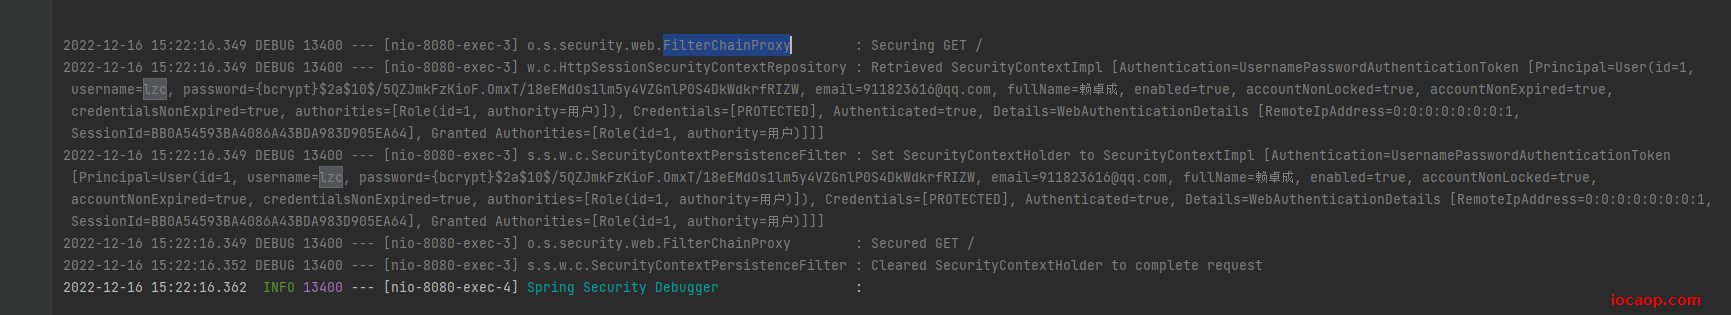 2022-12-16 15:22:16.349 DEBUG 13400 --- [nio-8080-exec-3] o.s.security.web.FilterChainProxy        : Securing GET /
2022-12-16 15:22:16.349 DEBUG 13400 --- [nio-8080-exec-3] w.c.HttpSessionSecurityContextRepository : Retrieved SecurityContextImpl [Authentication=UsernamePasswordAuthenticationToken [Principal=User(id=1,
username=lzc, password={bcrypt}$2a$10$/5QZJmkFzKioF.OmxT/18eEMdOs1lm5y4VZGnlP0S4DkWdkrfRIZW, email=911823616@qq.com, fullName=赖卓成, enabled=true, accountNonLocked=true, accountNonExpired=true,
credentialsNonExpired=true, authorities=[Role(id=1, authority=用户)]), Credentials=[PROTECTED], Authenticated=true, Details=WebAuthenticationDetails [RemoteIpAddress=0:0:0:0:0:0:0:1,
SessionId=BB0A54593BA4086A43BDA983D905EA64], Granted Authorities=[Role(id=1, authority=用户)]]]
2022-12-16 15:22:16.349 DEBUG 13400 --- [nio-8080-exec-3] s.s.w.c.SecurityContextPersistenceFilter : Set SecurityContextHolder to SecurityContextImpl [Authentication=UsernamePasswordAuthenticationToken
[Principal=User(id=1, username=lzc, password={bcrypt}$2a$10$/5QZJmkFzKioF.OmxT/18eEMdOs1lm5y4VZGnlP0S4DkWdkrfRIZW, email=911823616@qq.com, fullName=赖卓成, enabled=true, accountNonLocked=true,
accountNonExpired=true, credentialsNonExpired=true, authorities=[Role(id=1, authority=用户)]), Credentials=[PROTECTED], Authenticated=true, Details=WebAuthenticationDetails [RemoteIpAddress=0:0:0:0:0:0:0:1,
SessionId=BB0A54593BA4086A43BDA983D905EA64], Granted Authorities=[Role(id=1, authority=用户)]]]
2022-12-16 15:22:16.349 DEBUG 13400 --- [nio-8080-exec-3] o.s.security.web.FilterChainProxy        : Secured GET /
2022-12-16 15:22:16.352 DEBUG 13400 --- [nio-8080-exec-3] s.s.w.c.SecurityContextPersistenceFilter : Cleared SecurityContextHolder to complete request
2022-12-16 15:22:16.362  INFO 13400 --- [nio-8080-exec-4] Spring Security Debugger                 :
iocaop.com